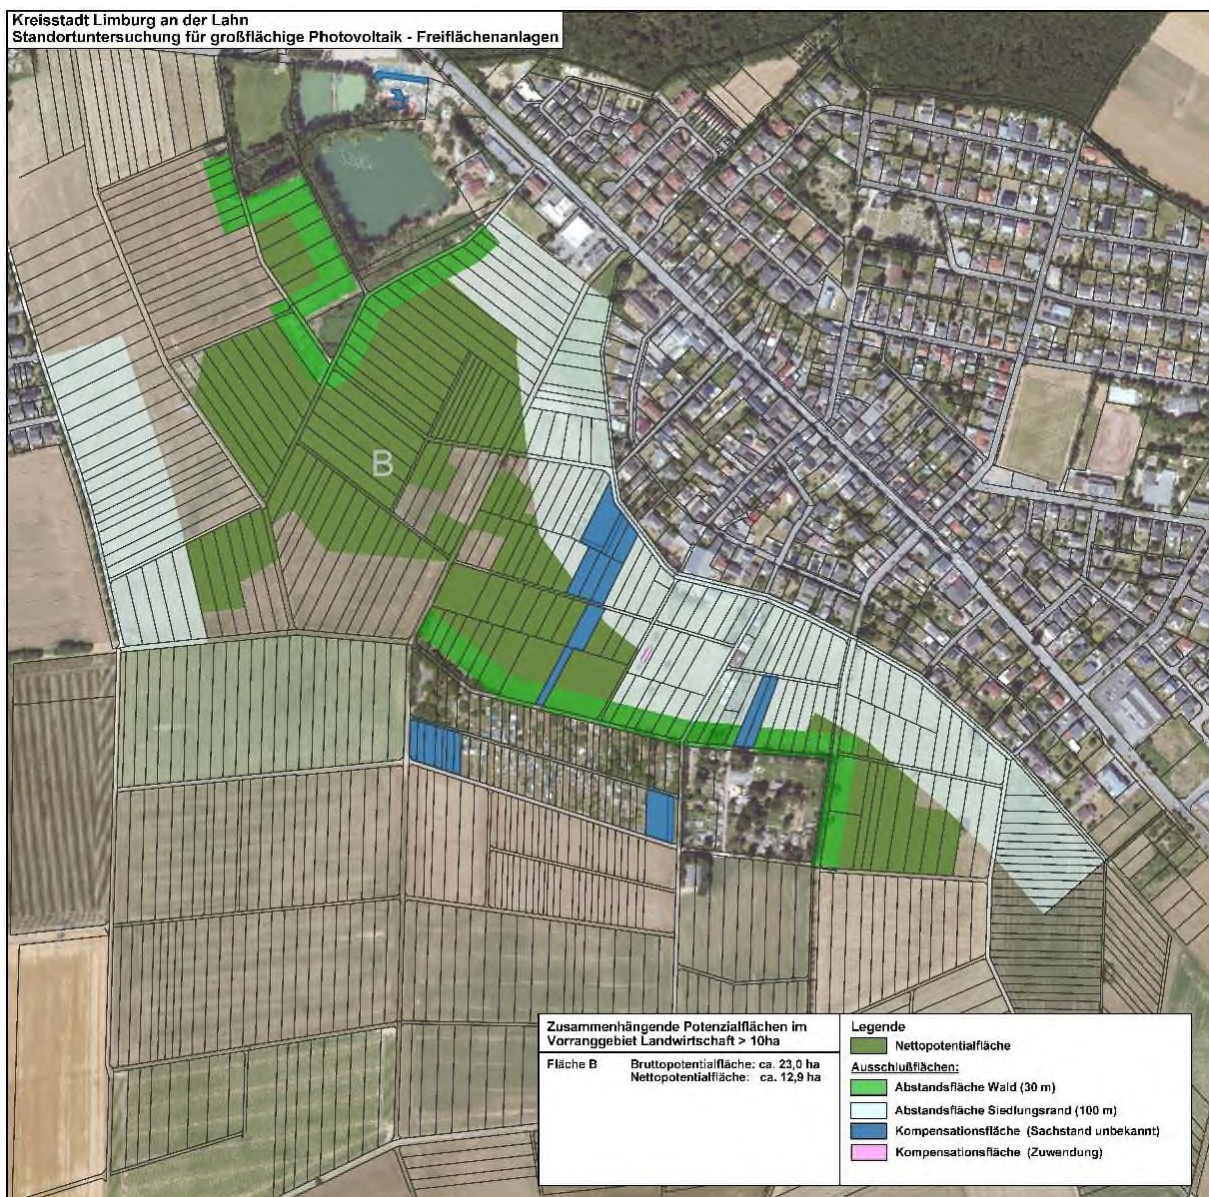 Kreisstadt Limburg an der Lahn
Standortuntersuchung für großflächige Photovoltaik - Freiflächenanlagen
B
Zusammenhängende Potenzialflächen im
Vorranggebiet Landwirtschaft > 10ha
Fläche B Bruttopotentialfläche: ca. 23,0 ha
Nettopotentialfläche: ca. 12,9 ha
Legende
Nettopotentialfläche
Ausschlußflächen:
Abstandsfläche Wald (30 m)
Abstandsfläche Siedlungsrand (100 m)
Kompensationsfläche (Sachstand unbekannt)
Kompensationsfläche (Zuwendung)